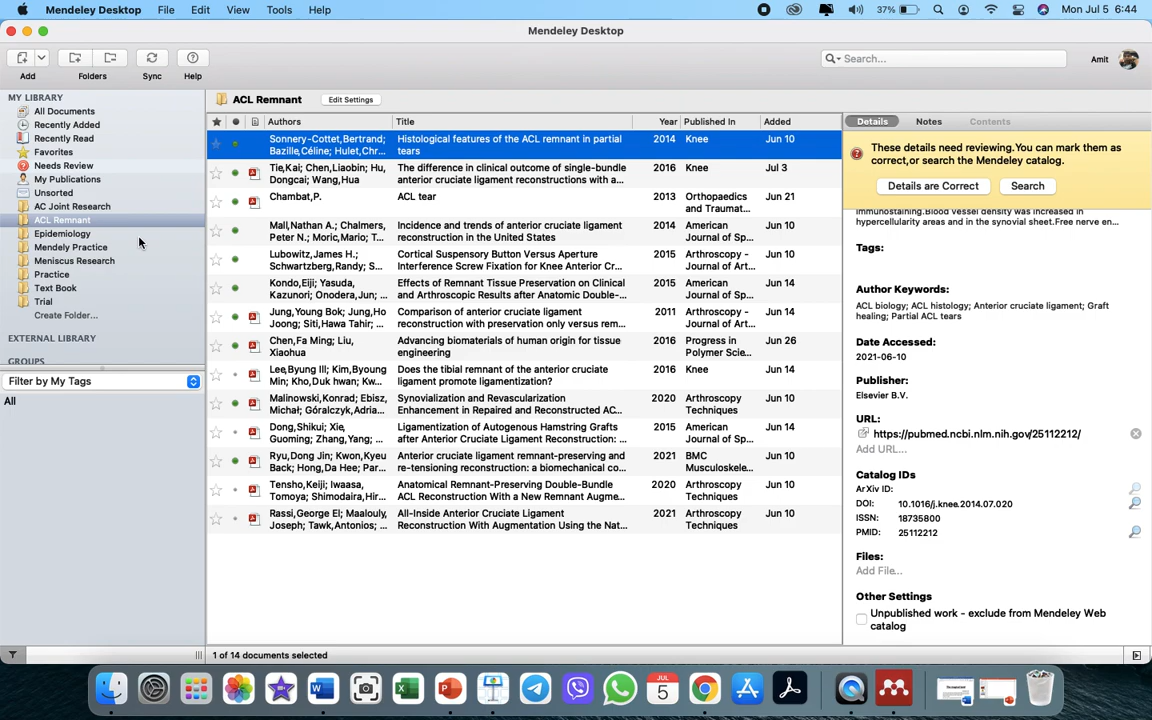 Mendeley Desktop File Edit View Tools Help 37% Mon Jul 5 6:44
Mendeley Desktop
Search...
Amit
Add Folders Sync Help
MY LIBRARY
All Documents
Recently Added
Recently Read
Favorites
Needs Review
My Publications
Unsorted
AC Joint Research
ACL Remnant
Epidemiology
Mendely Practice
Meniscus Research
Practice
Text Book
Trial
Create Folder...
EXTERNAL LIBRARY
GROUPS
Filter by My Tags
All
ACL Remnant Edit Settings
Authors Title Year Published In Added
Sonnery-Cottet,Bertrand; Histological features of the ACL remnant in partial 2014 Knee Jun 10
Bazille,Céline; Hulet,Chr... tears
Tie,Kai; Chen,Liaobin; Hu, The difference in clinical outcome of single-bundle 2016 Knee Jul 3
Dongcai; Wang,Hua anterior cruciate ligament reconstructions with a...
Chambat,P. ACL tear 2013 Orthopaedics Jun 21
and Traumat...
Mall,Nathan A.; Chalmers, Incidence and trends of anterior cruciate ligament 2014 American Jun 10
Peter N.; Moric,Mario; T... reconstruction in the United States Journal of Sp...
Lubowitz,James H.; Cortical Suspensory Button Versus Aperture 2015 Arthroscopy - Jun 10
Schwartzberg,Randy; S... Interference Screw Fixation for Knee Anterior Cr... Journal of Art...
Kondo,Eiji; Yasuda, Effects of Remnant Tissue Preservation on Clinical 2015 American Jun 14
Kazunori; Onodera,Jun; ... and Arthroscopic Results after Anatomic Double-... Journal of Sp...
Jung,Young Bok; Jung,Ho Comparison of anterior cruciate ligament 2011 Arthroscopy - Jun 14
Joong; Siti,Hawa Tahir; ... reconstruction with preservation only versus rem... Journal of Art...
Chen,Fa Ming; Liu, Advancing biomaterials of human origin for tissue 2016 Progress in Jun 26
Xiaohua engineering Polymer Scie...
Lee,Byung Ill; Kim,Byoung Does the tibial remnant of the anterior cruciate 2016 Knee Jun 14
Min; Kho,Duk hwan; Kw... ligament promote ligamentization?
Malinowski,Konrad; Ebisz, Synovialization and Revascularization 2020 Arthroscopy Jun 10
Michał; Góralczyk,Adria... Enhancement in Repaired and Reconstructed AC... Techniques
Dong,Shikui; Xie, Ligamentization of Autogenous Hamstring Grafts 2015 American Jun 14
Guoming; Zhang,Yang; ... after Anterior Cruciate Ligament Reconstruction: ... Journal of Sp...
Ryu,Dong Jin; Kwon,Kyeu Anterior cruciate ligament remnant-preserving and 2021 BMC Jun 10
Back; Hong,Da Hee; Par... re-tensioning reconstruction: a biomechanical co... Musculoskele...
Tensho,Keiji; Iwaasa, Anatomical Remnant-Preserving Double-Bundle 2020 Arthroscopy Jun 10
Tomoya; Shimodaira,Hir... ACL Reconstruction With a New Remnant Augme... Techniques
Rassi,George El; Maalouly, All-Inside Anterior Cruciate Ligament 2021 Arthroscopy Jun 10
Joseph; Tawk,Antonios; ... Reconstruction With Augmentation Using the Nat... Techniques
1 of 14 documents selected
Details Notes Contents
These details need reviewing.You can mark them as
correct,or search the Mendeley catalog.
Details are Correct Search
immunostaining.Blood vessel density was increased in
hypercellularity areas and in the synovial sheet.Free nerve en...
Tags:
Author Keywords:
ACL biology; ACL histology; Anterior cruciate ligament; Graft
healing; Partial ACL tears
Date Accessed:
2021-06-10
Publisher:
Elsevier B.V.
URL:
https://pubmed.ncbi.nlm.nih.gov/25112212/
Add URL...
Catalog IDs
ArXiv ID:
DOI: 10.1016/j.knee.2014.07.020
ISSN: 18735800
PMID: 25112212
Files:
Add File...
Other Settings
Unpublished work - exclude from Mendeley Web
catalog
JUL
5